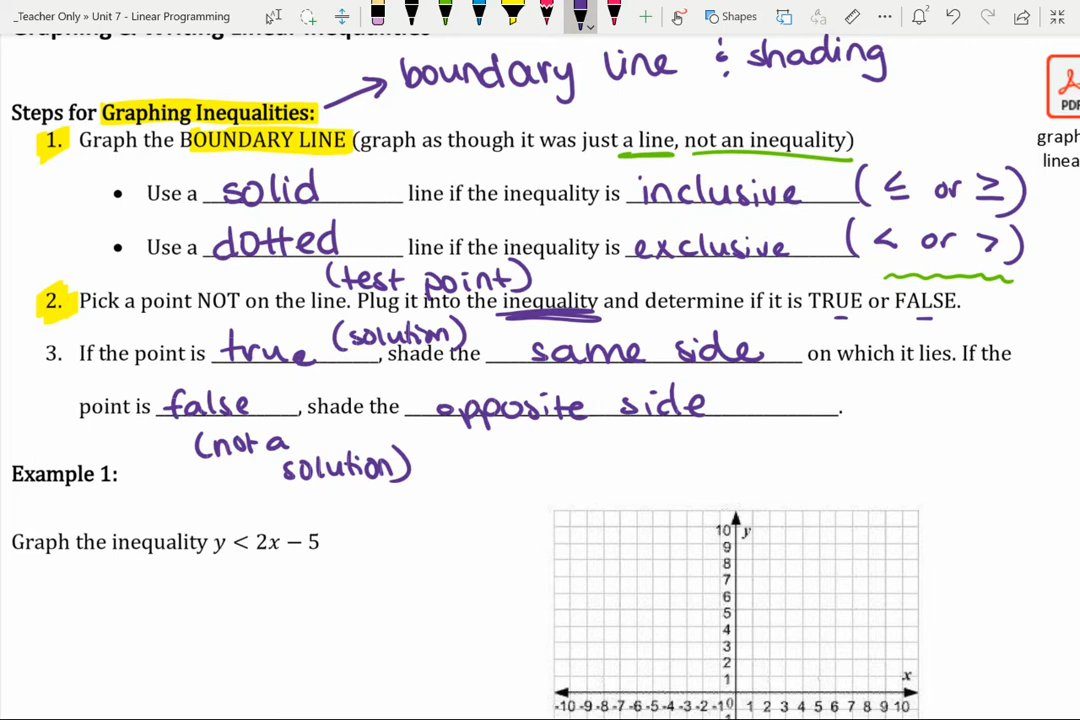 _Teacher Only » Unit 7 - Linear Programming
Shapes
Graphing & Writing Linear Inequalities
boundary line & shading
Steps for Graphing Inequalities:
PDF
1. Graph the BOUNDARY LINE (graph as though it was just a line, not an inequality)
graph
linea
• Use a solid line if the inequality is inclusive (≤ or ≥)
• Use a dotted line if the inequality is exclusive (< or >)
(test point)
2. Pick a point NOT on the line. Plug it into the inequality and determine if it is TRUE or FALSE.
(solution)
3. If the point is true, shade the same side on which it lies. If the
point is false, shade the opposite side.
(not a
solution)
Example 1:
Graph the inequality y < 2x − 5
10 y
9
8
7
6
5
4
3
2
1
x
-10 -9 -8 -7 -6 -5 -4 -3 -2 -1 0 1 2 3 4 5 6 7 8 9 10